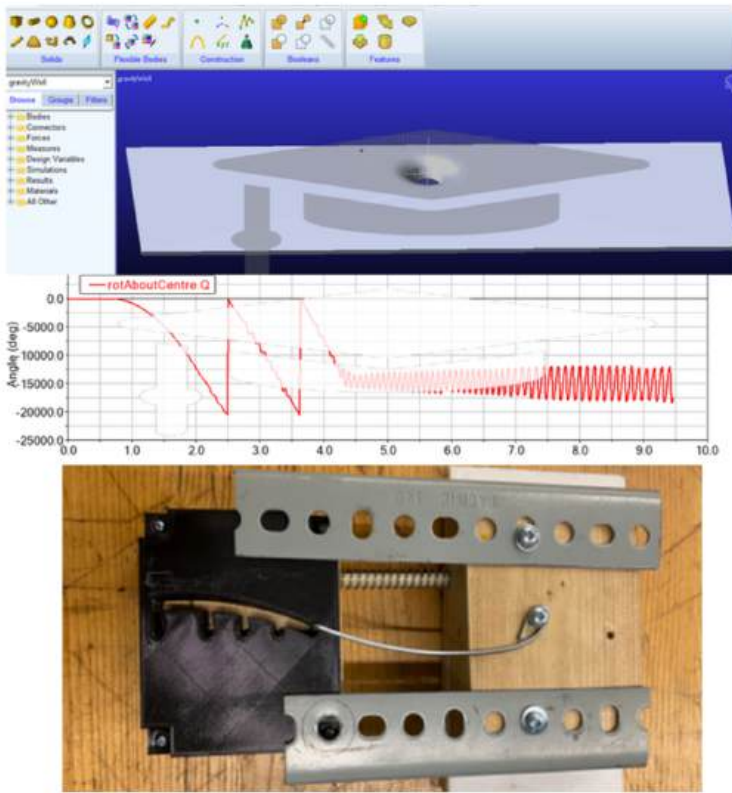 Solids Flexible Bodies Construction Booleans Features
gravityWell gravityWell
Browse Groups Filters
Bodies
Connectors
Forces
Measures
Design Variables
Simulations
Results
Materials
All Other
rotAboutCentre.Q
Angle (deg)
0.0
-5000.0
-10000.0
-15000.0
-20000.0
-25000.0
0.0 1.0 2.0 3.0 4.0 5.0 6.0 7.0 8.0 9.0 10.0